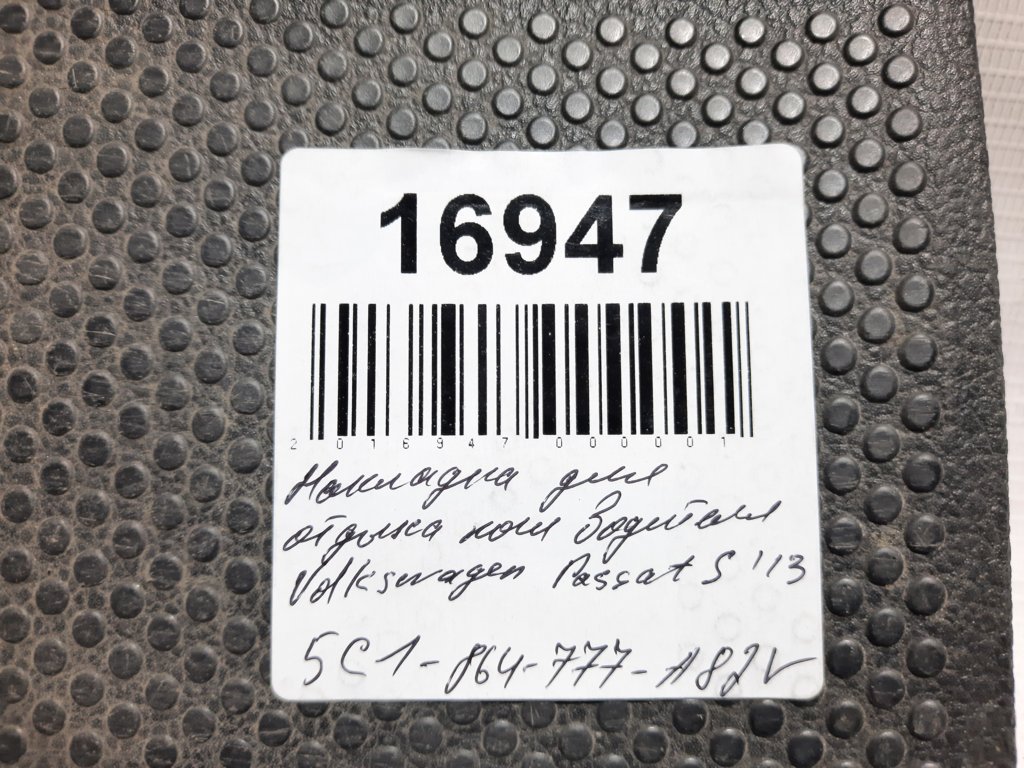 16947
2016947000001
Накладка для
отдыха ноги водителя
Volkswagen Passat S '13
5C1-864-777-A82V